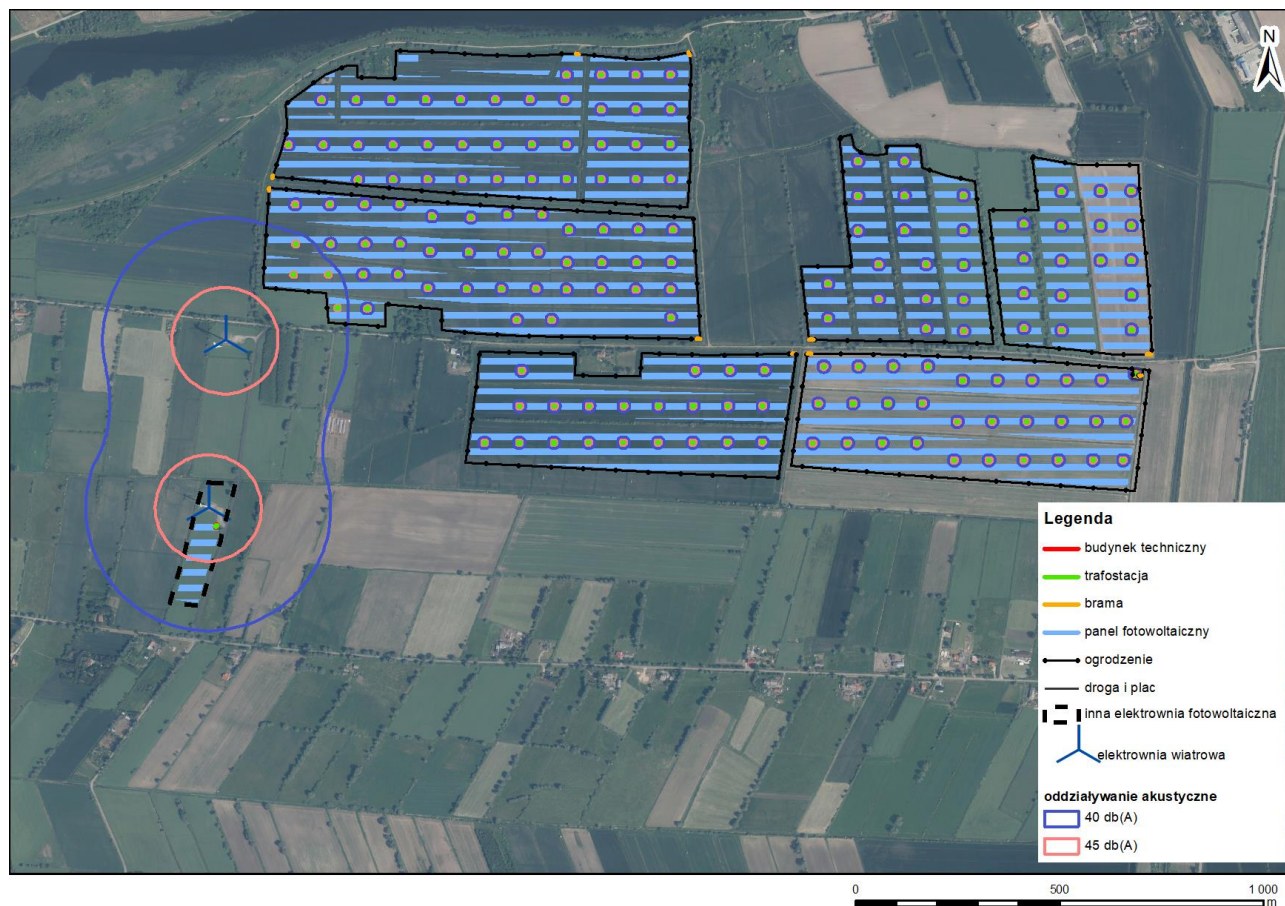 N
Legenda
budynek techniczny
trafostacja
brama
panel fotowoltaiczny
ogrodzenie
droga i plac
inna elektrownia fotowoltaiczna
elektrownia wiatrowa
oddziaływanie akustyczne
40 db(A)
45 db(A)
0 500 1 000
m